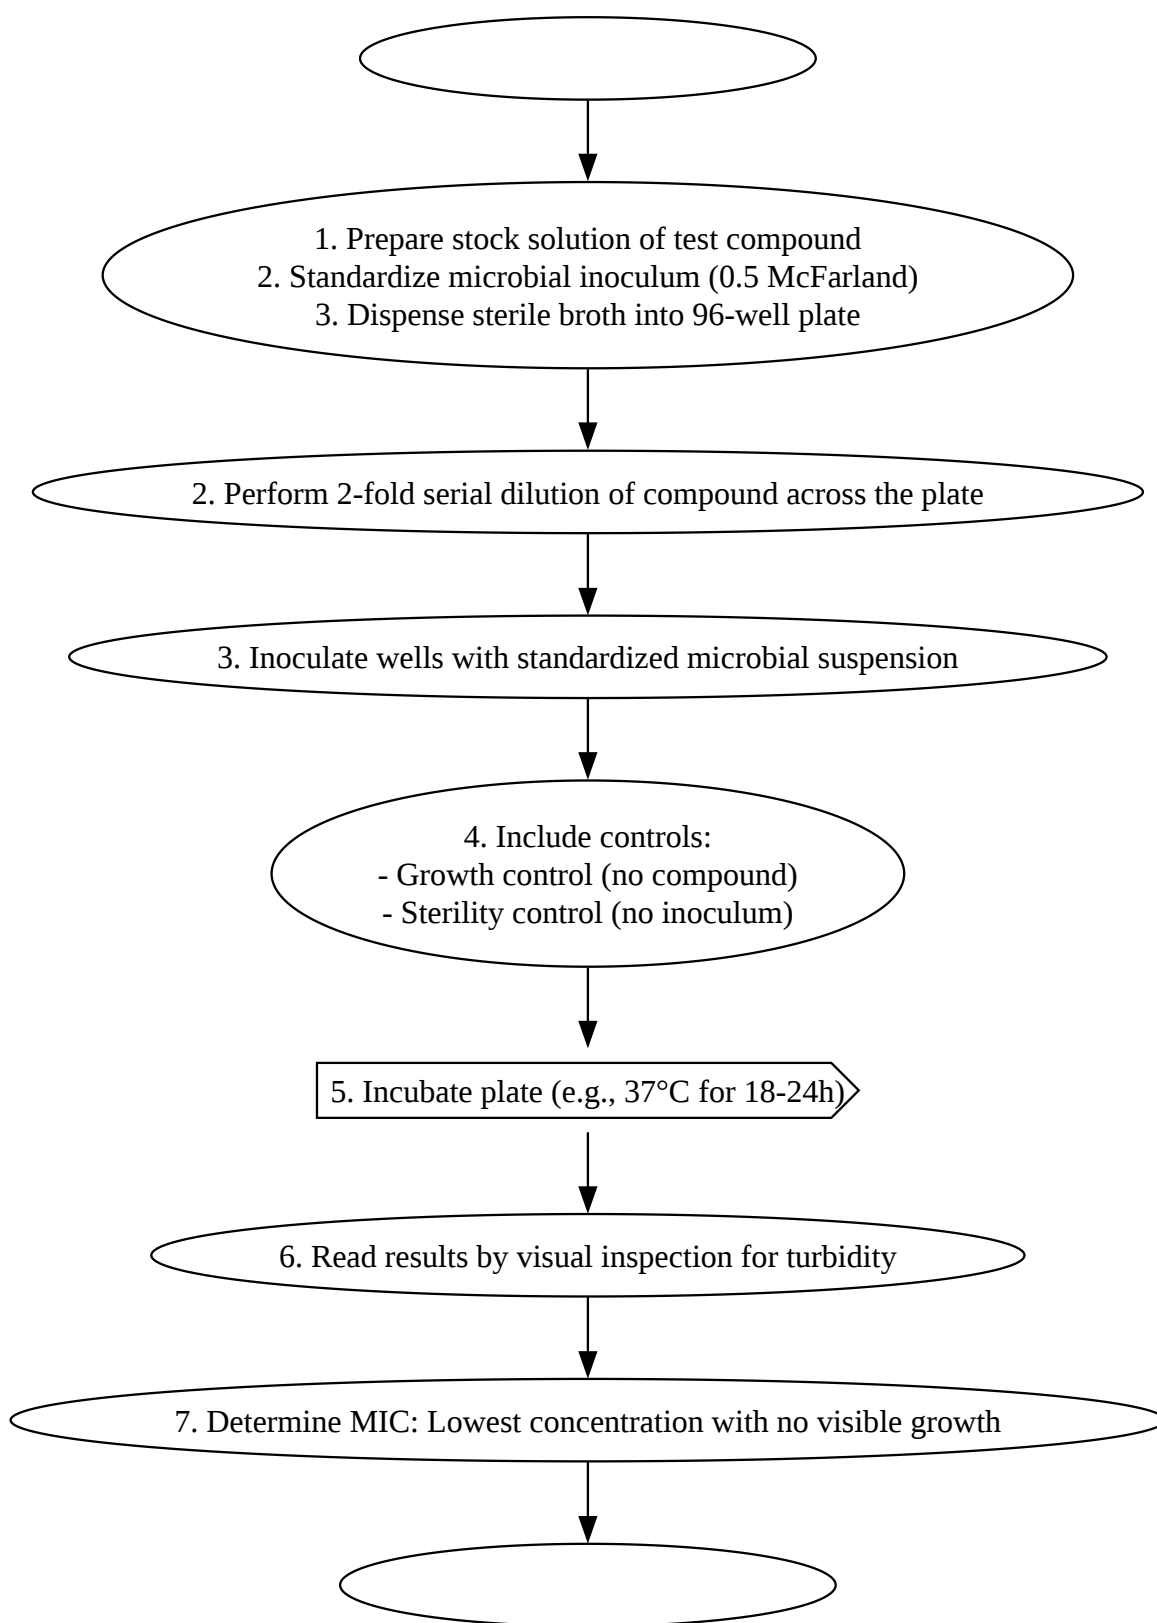 1. Prepare stock solution of test compound
2. Standardize microbial inoculum (0.5 McFarland)
3. Dispense sterile broth into 96-well plate
2. Perform 2-fold serial dilution of compound across the plate
3. Inoculate wells with standardized microbial suspension
4. Include controls:
- Growth control (no compound)
- Sterility control (no inoculum)
5. Incubate plate (e.g., 37°C for 18-24h)
6. Read results by visual inspection for turbidity
7. Determine MIC: Lowest concentration with no visible growth